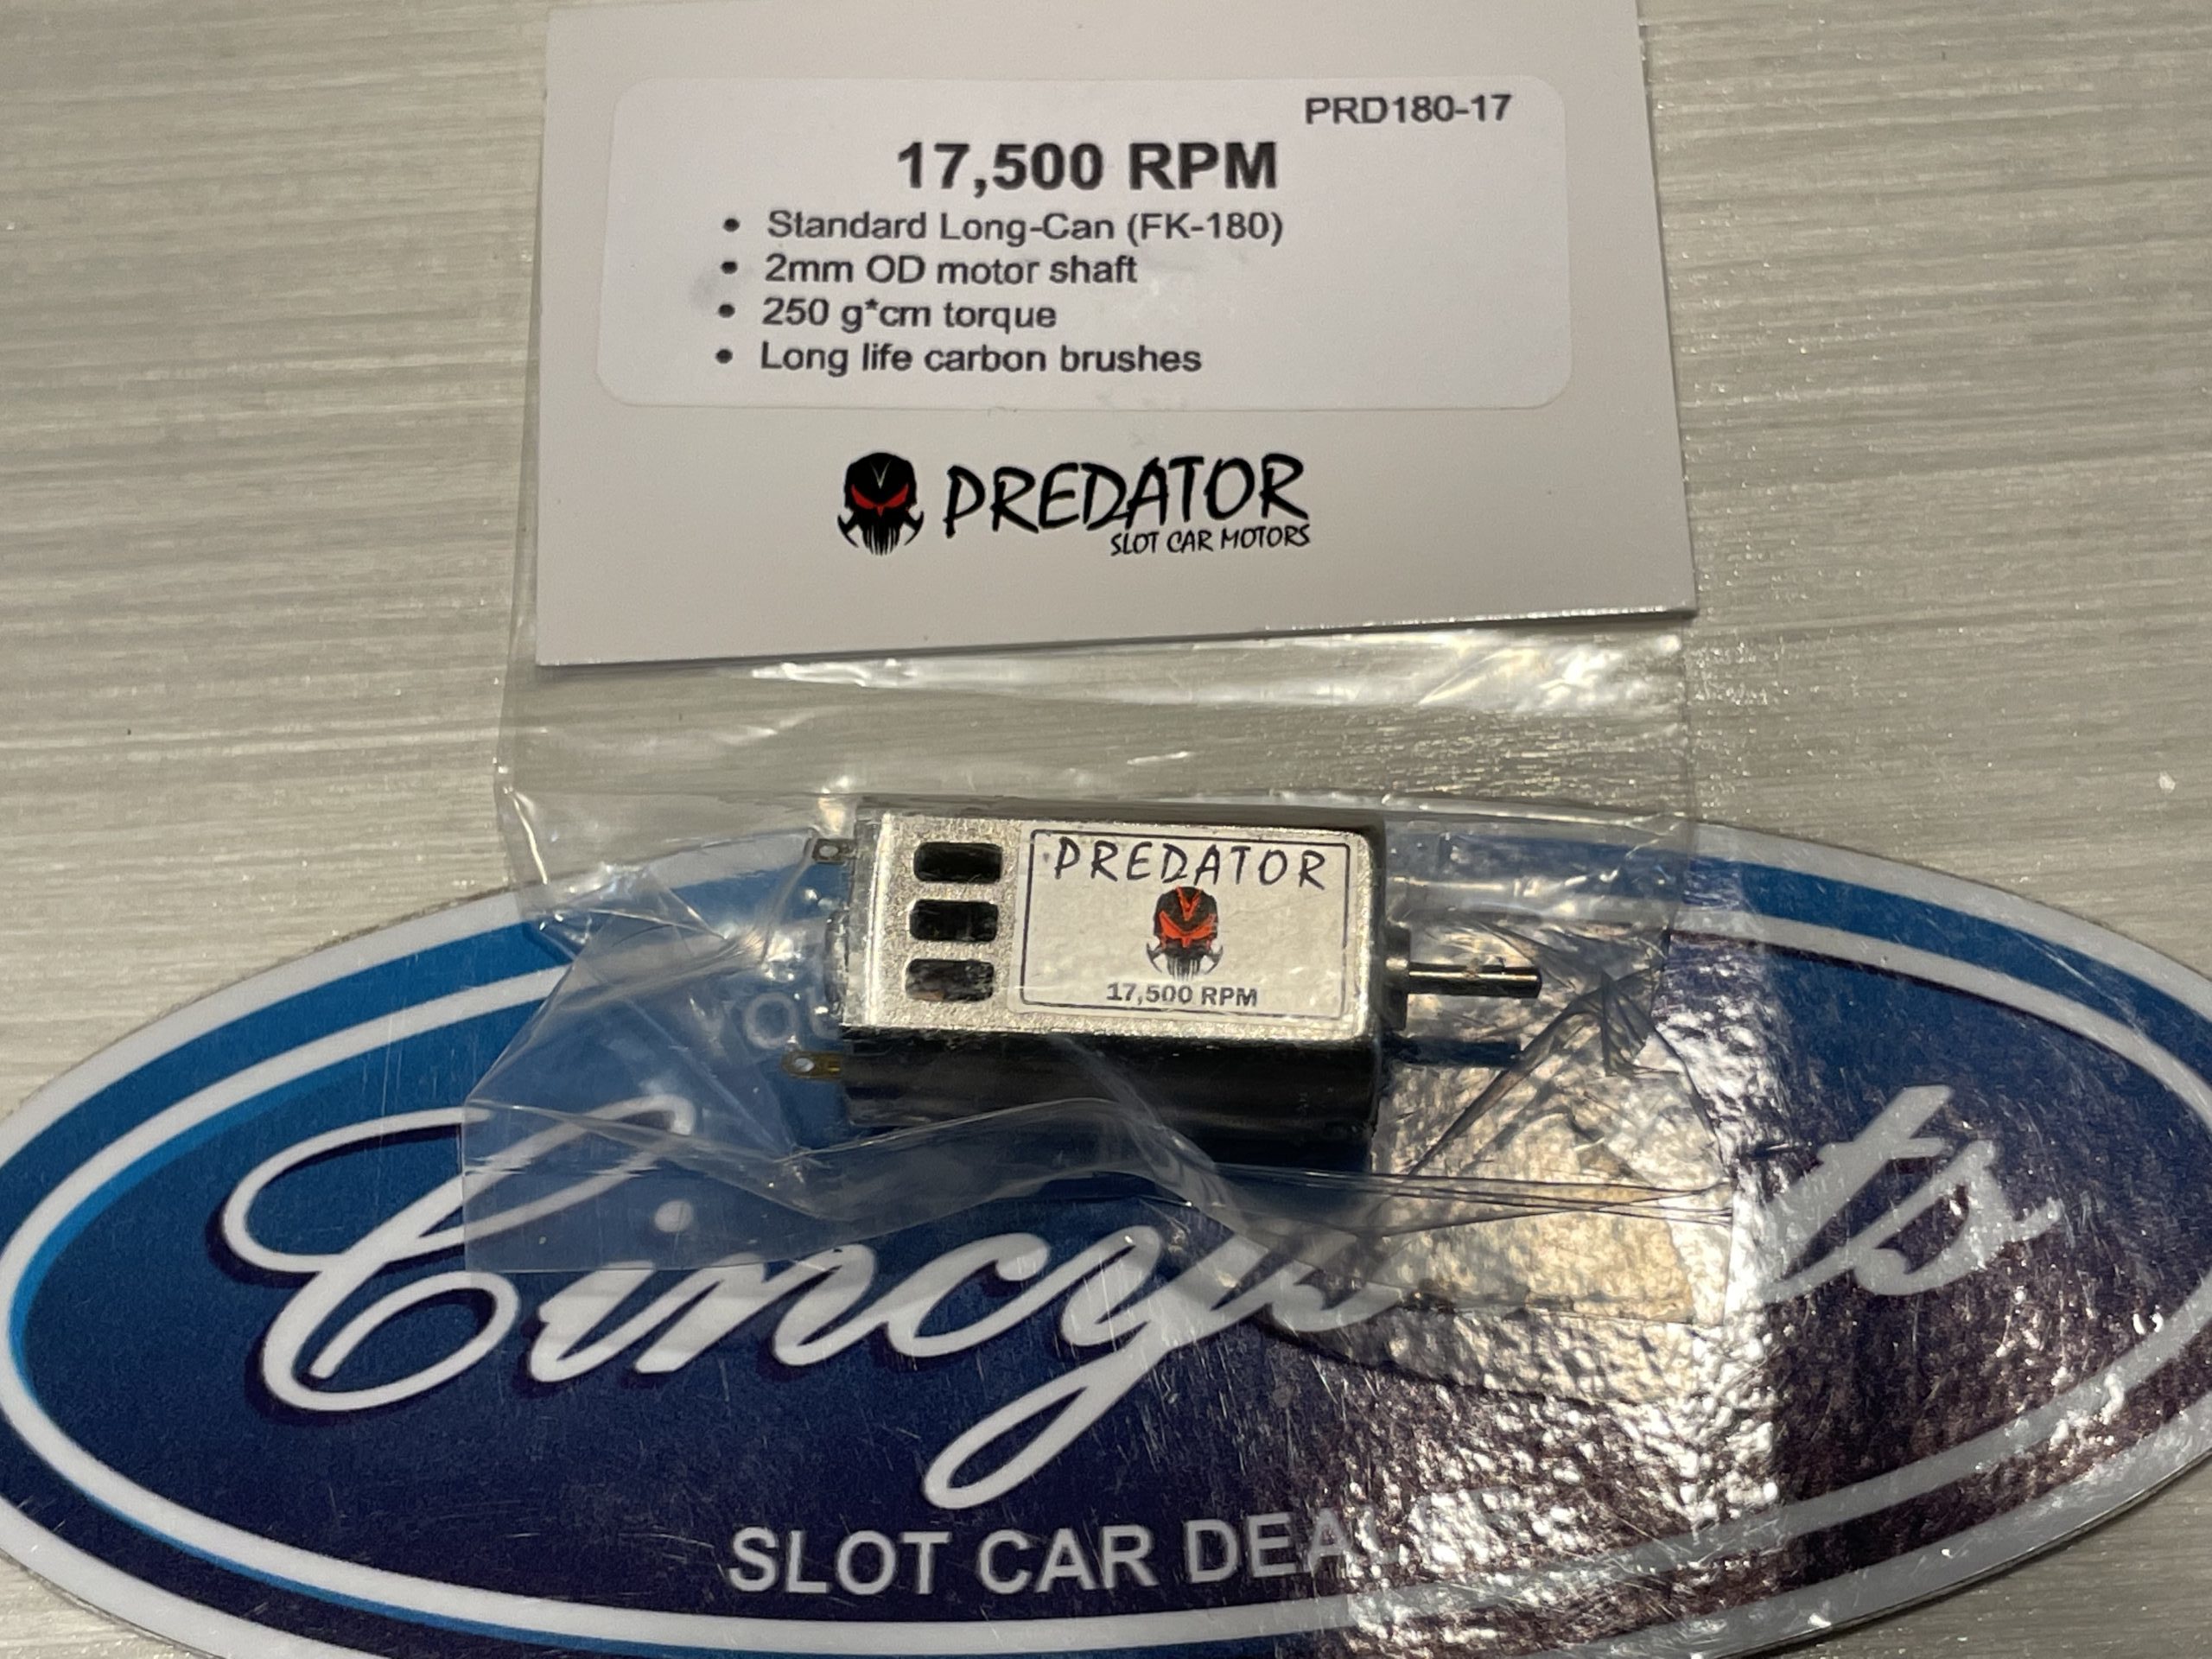 PRD180-17
17,500 RPM
• Standard Long-Can (FK-180)
• 2mm OD motor shaft
• 250 g*cm torque
• Long life carbon brushes
PREDATOR
SLOT CAR MOTORS
PREDATOR
17,500 RPM
SLOT CAR DEALER